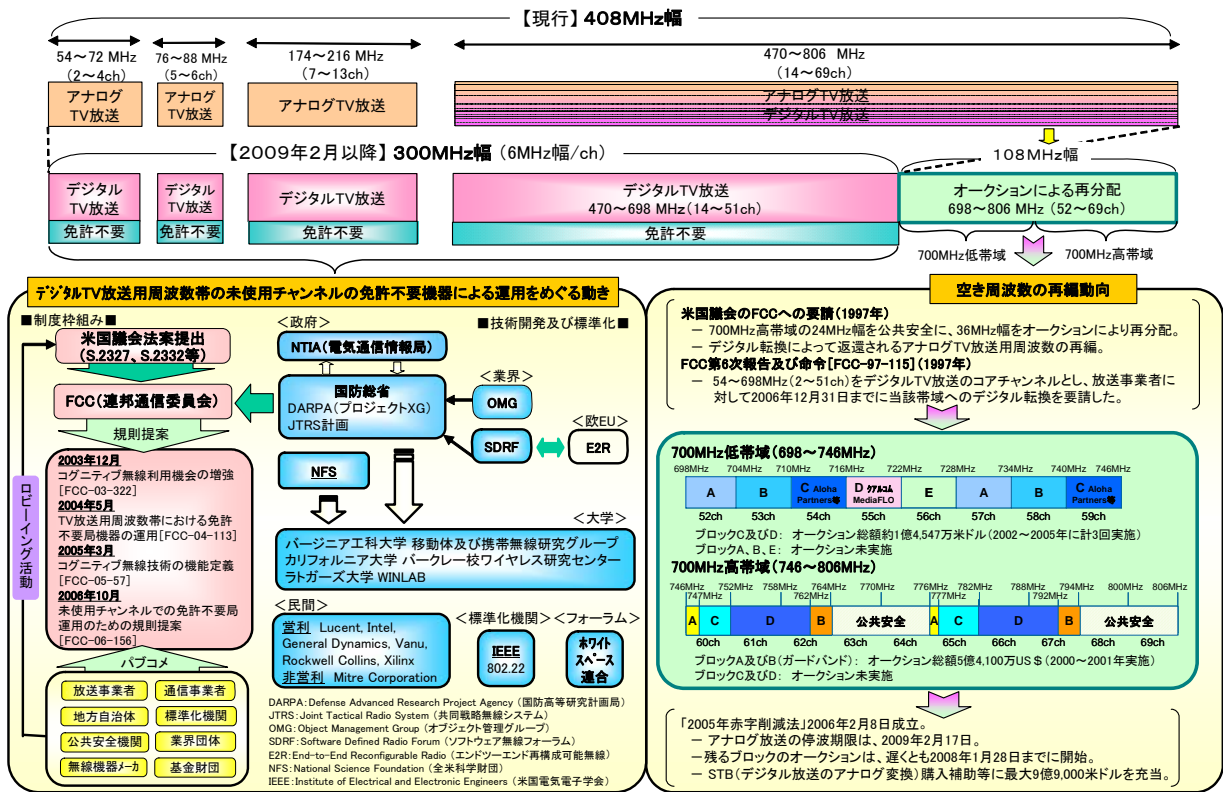 【現行】408MHz幅
54～72 MHz
(2～4ch)
76～88 MHz
(5～6ch)
174～216 MHz
(7～13ch)
470～806 MHz
(14～69ch)
アナログ
TV放送
アナログ
TV放送
アナログTV放送
アナログTV放送
デジタルTV放送
【2009年2月以降】300MHz幅 (6MHz幅/ch)
108MHz幅
デジタル
TV放送
免許不要
デジタル
TV放送
免許不要
デジタルTV放送
免許不要
デジタルTV放送
470～698 MHz(14～51ch)
免許不要
オークションによる再分配
698～806 MHz (52～69ch)
700MHz低帯域
700MHz高帯域
デジタルTV放送用周波数帯の未使用チャンネルの免許不要機器による運用をめぐる動き
■制度枠組み■
米国議会法案提出
(S.2327、S.2332等)
FCC(連邦通信委員会)
規則提案
2003年12月
コグニティブ無線利用機会の増強
[FCC-03-322]
2004年5月
TV放送用周波数帯における免許
不要局機器の運用[FCC-04-113]
2005年3月
コグニティブ無線技術の機能定義
[FCC-05-57]
2006年10月
未使用チャンネルでの免許不要局
運用のための規則提案
[FCC-06-156]
ロビーイング活動
パブコメ
放送事業者
通信事業者
地方自治体
標準化機関
公共安全機関
業界団体
無線機器メーカ
基金財団
＜政府＞
■技術開発及び標準化■
NTIA(電気通信情報局)
国防総省
DARPA(プロジェクトXG)
JTRS計画
＜業界＞
OMG
SDRF
＜欧EU＞
E2R
NFS
＜大学＞
バージニア工科大学 移動体及び携帯無線研究グループ
カリフォルニア大学 バークレー校ワイヤレス研究センター
ラトガーズ大学 WINLAB
＜民間＞
営利 Lucent, Intel,
General Dynamics, Vanu,
Rockwell Collins, Xilinx
非営利 Mitre Corporation
＜標準化機関＞
IEEE
802.22
＜フォーラム＞
ホワイト
スペース
連合
DARPA:Defense Advanced Research Project Agency (国防高等研究計画局)
JTRS:Joint Tactical Radio System (共同戦略無線システム)
OMG:Object Management Group (オブジェクト管理グループ)
SDRF:Software Defined Radio Forum (ソフトウェア無線フォーラム)
E2R:End-to-End Reconfigurable Radio (エンドツーエンド再構成可能無線)
NFS:National Science Foundation (全米科学財団)
IEEE:Institute of Electrical and Electronic Engineers (米国電気電子学会)
空き周波数の再編動向
米国議会のFCCへの要請(1997年)
－ 700MHz高帯域の24MHz幅を公共安全に、36MHz幅をオークションにより再分配。
－ デジタル転換によって返還されるアナログTV放送用周波数の再編。
FCC第6次報告及び命令[FCC-97-115](1997年)
－ 54～698MHz(2～51ch)をデジタルTV放送のコアチャンネルとし、放送事業者に
対して2006年12月31日までに当該帯域へのデジタル転換を要請した。
700MHz低帯域(698～746MHz)
698MHz 704MHz 710MHz 716MHz 722MHz 728MHz 734MHz 740MHz 746MHz
A B C Aloha Partners等 D クアルコム MediaFLO E A B C Aloha Partners等
52ch 53ch 54ch 55ch 56ch 57ch 58ch 59ch
ブロックC及びD: オークション総額約1億4,547万米ドル(2002～2005年に計3回実施)
ブロックA、B、E: オークション未実施
700MHz高帯域(746～806MHz)
746MHz 752MHz 758MHz 764MHz 770MHz 776MHz 782MHz 788MHz 794MHz 800MHz 806MHz
747MHz 762MHz 777MHz 792MHz
A C D B 公共安全 A C D B 公共安全
60ch 61ch 62ch 63ch 64ch 65ch 66ch 67ch 68ch 69ch
ブロックA及びB(ガードバンド): オークション総額5億4,100万US＄(2000～2001年実施)
ブロックC及びD: オークション未実施
「2005年赤字削減法」2006年2月8日成立。
－ アナログ放送の停波期限は、2009年2月17日。
－残るブロックのオークションは、遅くとも2008年1月28日までに開始。
－ STB(デジタル放送のアナログ変換)購入補助等に最大9億9,000米ドルを充当。